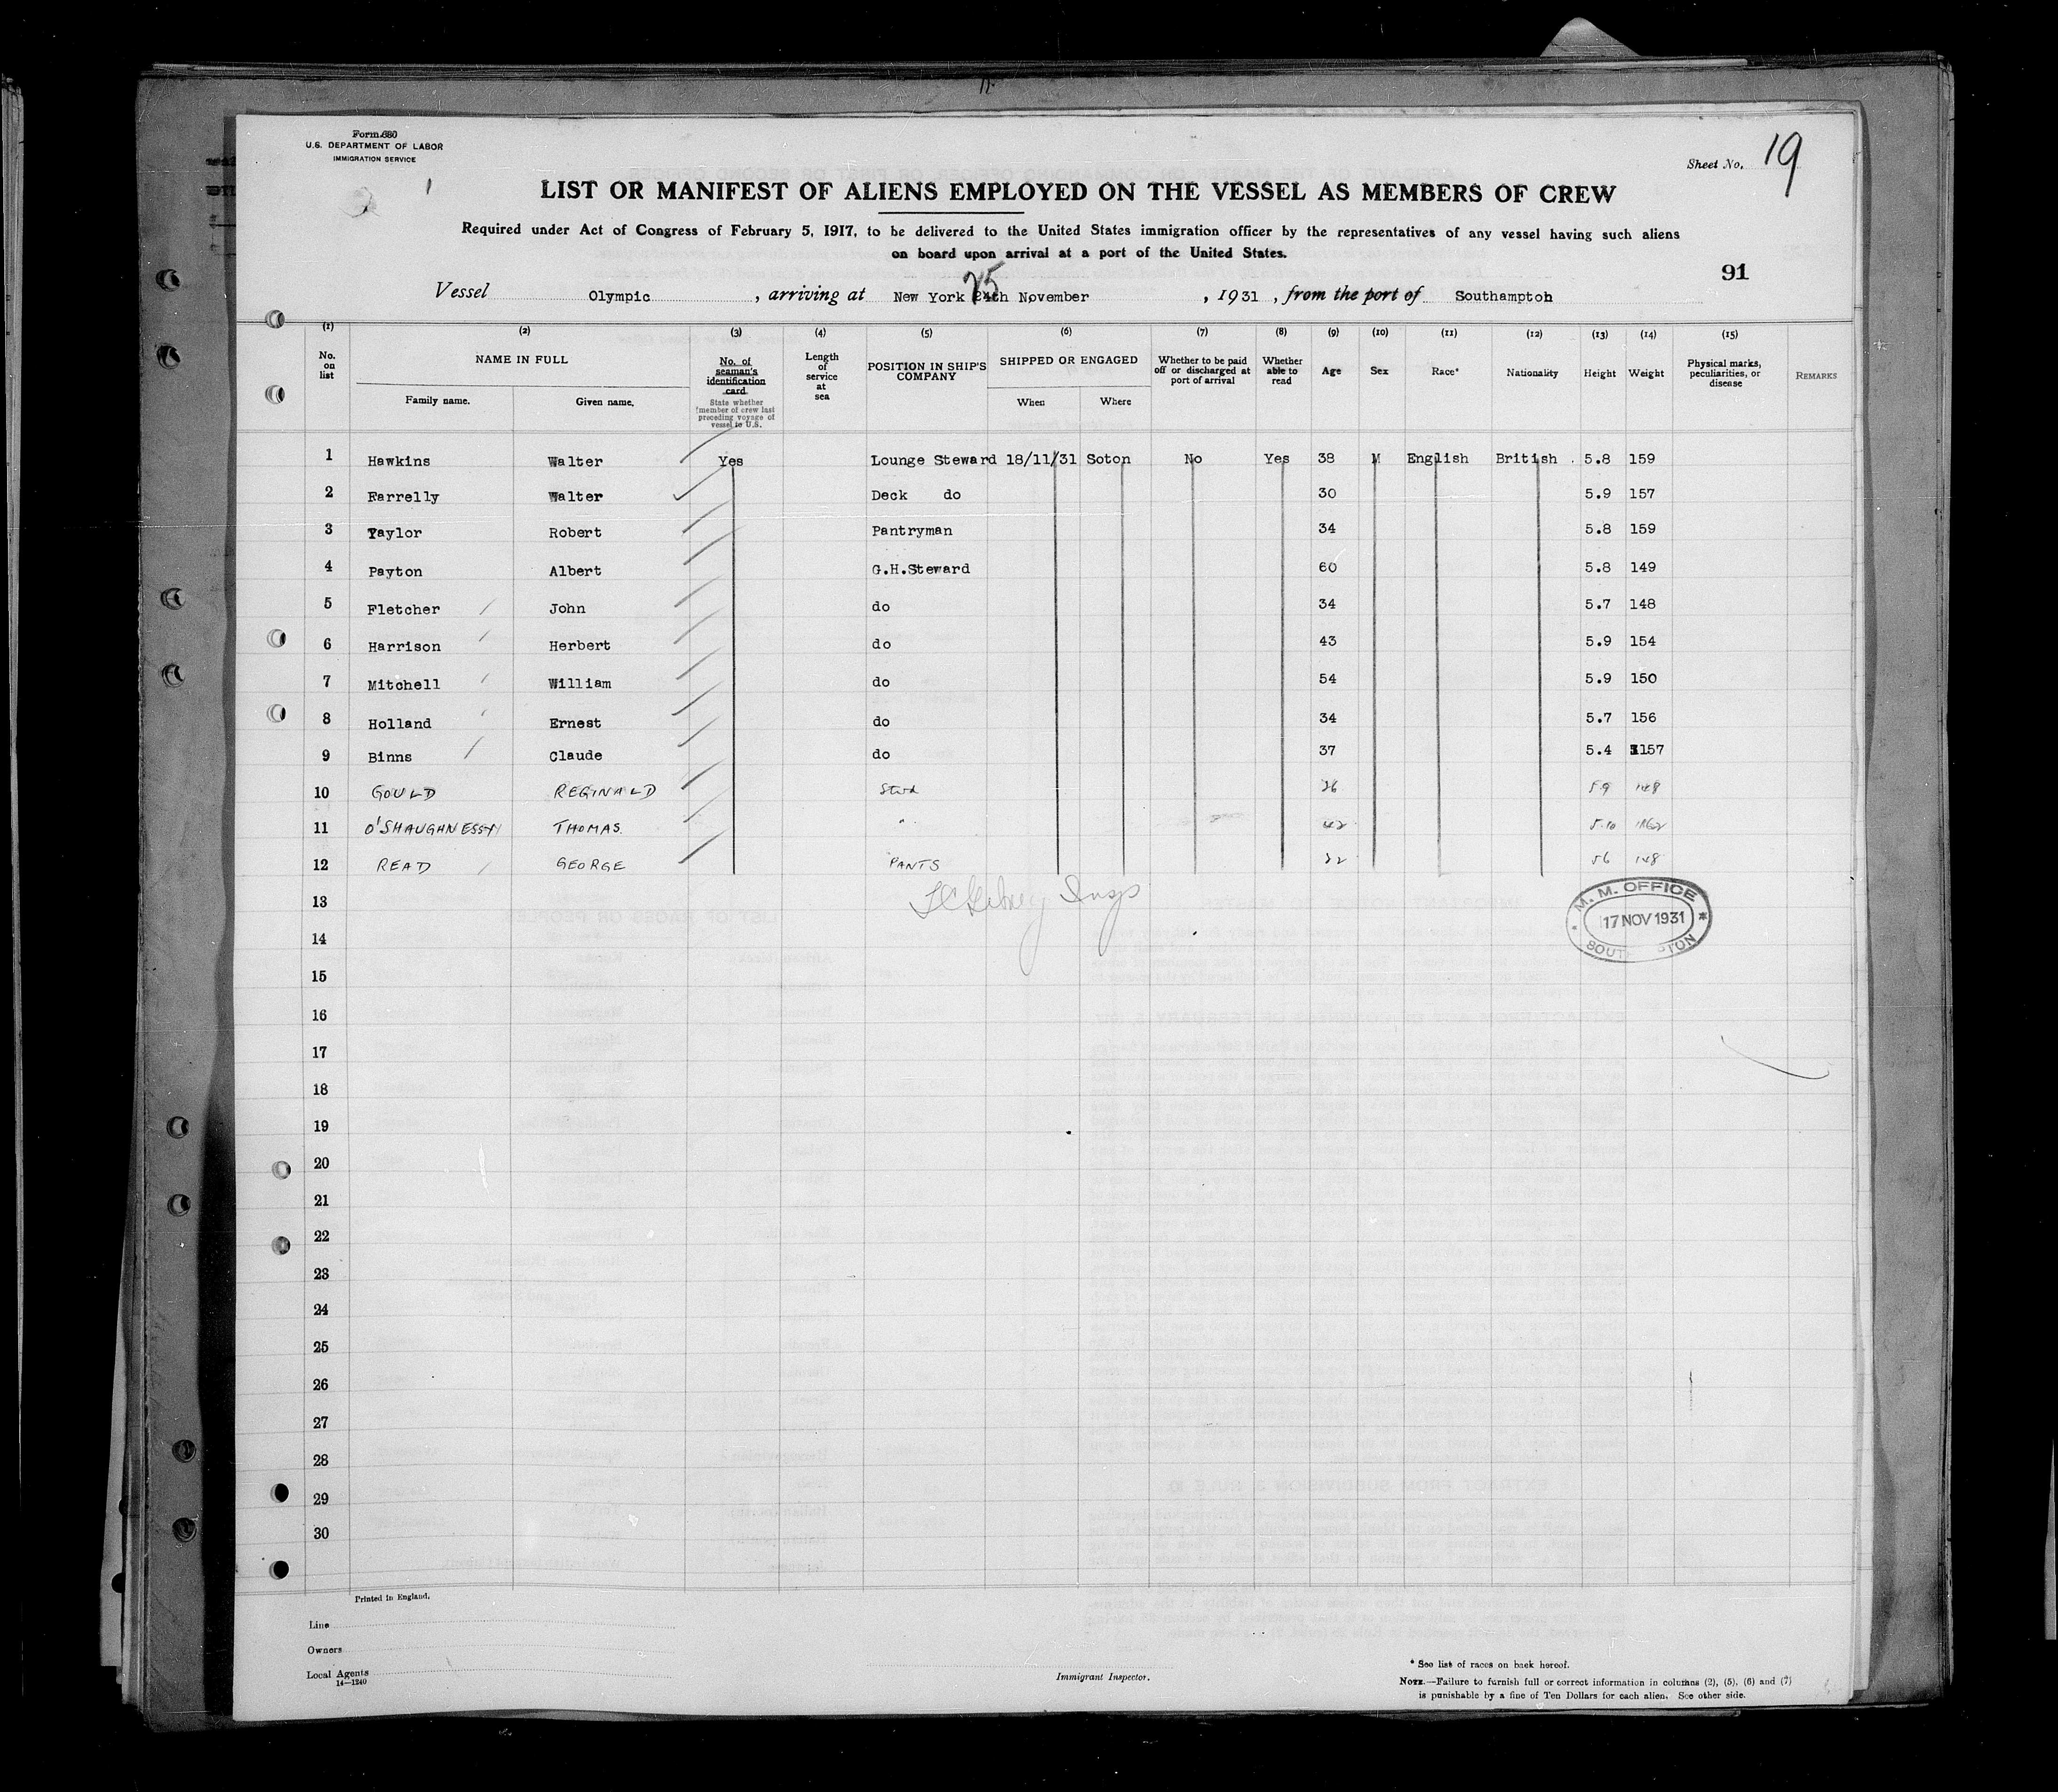 Form 680
U.S. DEPARTMENT OF LABOR
IMMIGRATION SERVICE
Sheet No. 19
LIST OR MANIFEST OF ALIENS EMPLOYED ON THE VESSEL AS MEMBERS OF CREW
Required under Act of Congress of February 5, 1917, to be delivered to the United States immigration officer by the representatives of any vessel having such aliens
on board upon arrival at a port of the United States.
91
Vessel Olympic, arriving at New York 25 24th November, 1931, from the port of Southampton
(1) (2) (3) (4) (5) (6) (7) (8) (9) (10) (11) (12) (13) (14) (15)
No. on list
NAME IN FULL
Family name. Given name.
No. of seaman's identification card.
State whether member of crew last preceding voyage of vessel to U.S.
Length of service at sea
POSITION IN SHIP'S COMPANY
SHIPPED OR ENGAGED
When Where
Whether to be paid off or discharged at port of arrival
Whether able to read
Age
Sex
Race*
Nationality
Height
Weight
Physical marks, peculiarities, or disease
REMARKS
1 Hawkins Walter Yes Lounge Steward 18/11/31 Soton No Yes 38 M English British 5.8 159
2 Farrelly Walter Deck do 30 5.9 157
3 Taylor Robert Pantryman 34 5.8 159
4 Payton Albert G.H.Steward 60 5.8 149
5 Fletcher John do 34 5.7 148
6 Harrison Herbert do 43 5.9 154
7 Mitchell William do 54 5.9 150
8 Holland Ernest do 34 5.7 156
9 Binns Claude do 37 5.4 157
10 GOULD REGINALD Stwd 26 5.9 148
11 O'SHAUGHNESSY THOMAS. " 42 5.10 162
12 READ GEORGE PANTS 22 5 6 148
13
M. M. OFFICE
17 NOV 1931
14
15
16
17
18
19
20
21
22
23
24
25
26
27
28
29
30
Printed in England.
Line
Owners
Local Agents
14—1240
Immigrant Inspector.
* See list of races on back hereof.
NOTE.—Failure to furnish full or correct information in columns (2), (5), (6) and (7)
is punishable by a fine of Ten Dollars for each alien. See other side.